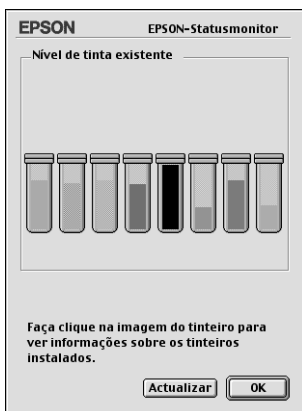 EPSON EPSON-Statusmonitor
Nível de tinta existente
Faça clique na imagem do tinteiro para
ver informações sobre os tinteiros
instalados.
Actualizar OK